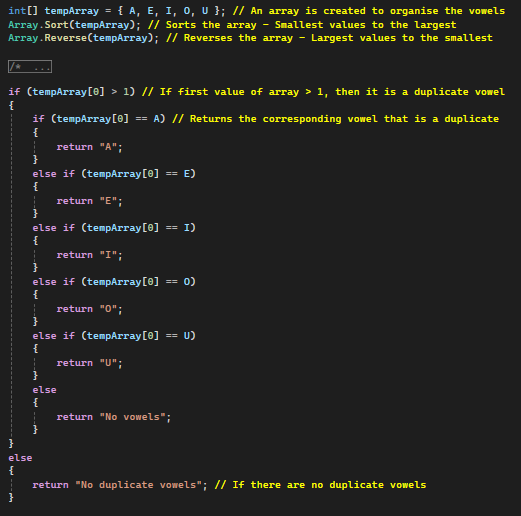 int[] tempArray = { A, E, I, O, U }; // An array is created to organise the vowels
Array.Sort(tempArray); // Sorts the array - Smallest values to the largest
Array.Reverse(tempArray); // Reverses the array - Largest values to the smallest
/* ...
if (tempArray[0] > 1) // If first value of array > 1, then it is a duplicate vowel
{
if (tempArray[0] == A) // Returns the corresponding vowel that is a duplicate
{
return "A";
}
else if (tempArray[0] == E)
{
return "E";
}
else if (tempArray[0] == I)
{
return "I";
}
else if (tempArray[0] == O)
{
return "O";
}
else if (tempArray[0] == U)
{
return "U";
}
else
{
return "No vowels";
}
}
else
{
return "No duplicate vowels"; // If there are no duplicate vowels
}